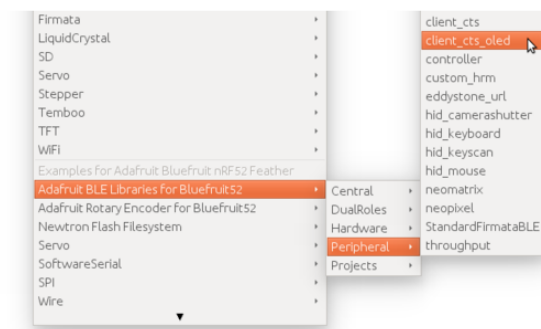 Firmata
LiquidCrystal
SD
Servo
Stepper
Temboo
TFT
WiFi
Examples for Adafruit Bluefruit nRF52 Feather
Adafruit BLE Libraries for Bluefruit52
Adafruit Rotary Encoder for Bluefruit52
Newtron Flash Filesystem
Servo
SoftwareSerial
SPI
Wire
Central
DualRoles
Hardware
Peripheral
Projects
client_cts
client_cts_oled
controller
custom_hrm
eddystone_url
hid_camerashutter
hid_keyboard
hid_keyscan
hid_mouse
neomatrix
neopixel
StandardFirmataBLE
throughput